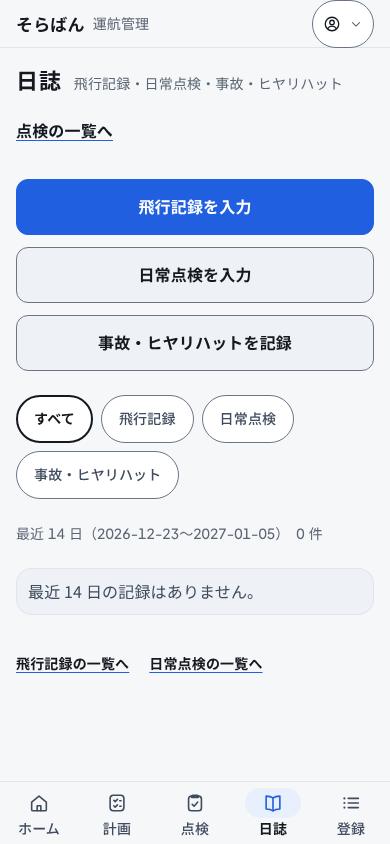 そらばん 運航管理
日誌 飛行記録・日常点検・事故・ヒヤリハット
点検の一覧へ
飛行記録を入力
日常点検を入力
事故・ヒヤリハットを記録
すべて 飛行記録 日常点検
事故・ヒヤリハット
最近 14 日（2026-12-23〜2027-01-05） 0 件
最近 14 日の記録はありません。
飛行記録の一覧へ 日常点検の一覧へ
ホーム 計画 点検 日誌 登録